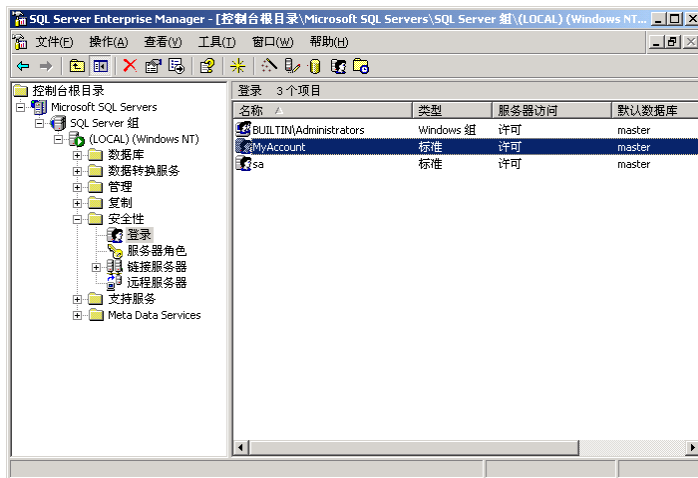 SQL Server Enterprise Manager - [控制台根目录\Microsoft SQL Servers\SQL Server 组\(LOCAL) (Windows NT...
文件(F) 操作(A) 查看(V) 工具(T) 窗口(W) 帮助(H)
控制台根目录
Microsoft SQL Servers
SQL Server 组
(LOCAL) (Windows NT)
数据库
数据转换服务
管理
复制
安全性
登录
服务器角色
链接服务器
远程服务器
支持服务
Meta Data Services
登录 3 个项目
名称 类型 服务器访问 默认数据库
BUILTIN\Administrators Windows 组 许可 master
MyAccount 标准 许可 master
sa 标准 许可 master